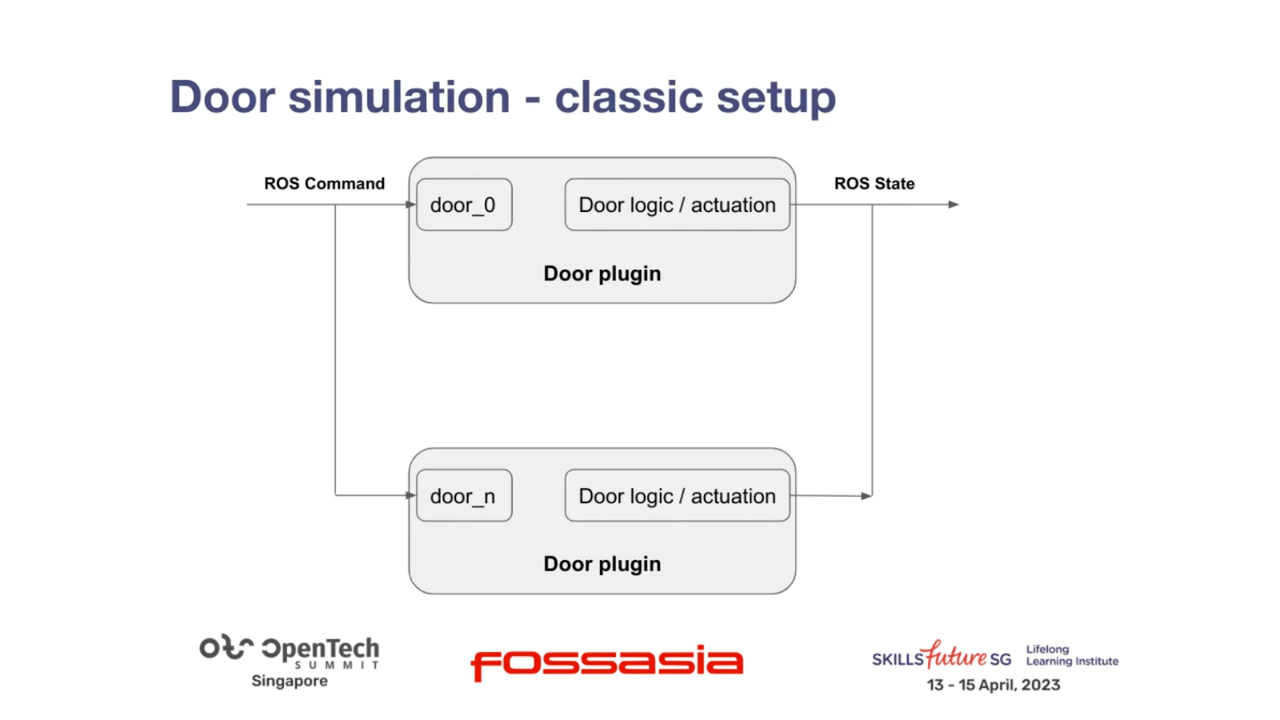 Door simulation - classic setup
ROS Command
ROS State
door_0
Door logic / actuation
Door plugin
door_n
Door logic / actuation
Door plugin
OpenTech
SUMMIT
Singapore
fossasia
SKILLSfuture SG
Lifelong
Learning Institute
13 - 15 April, 2023